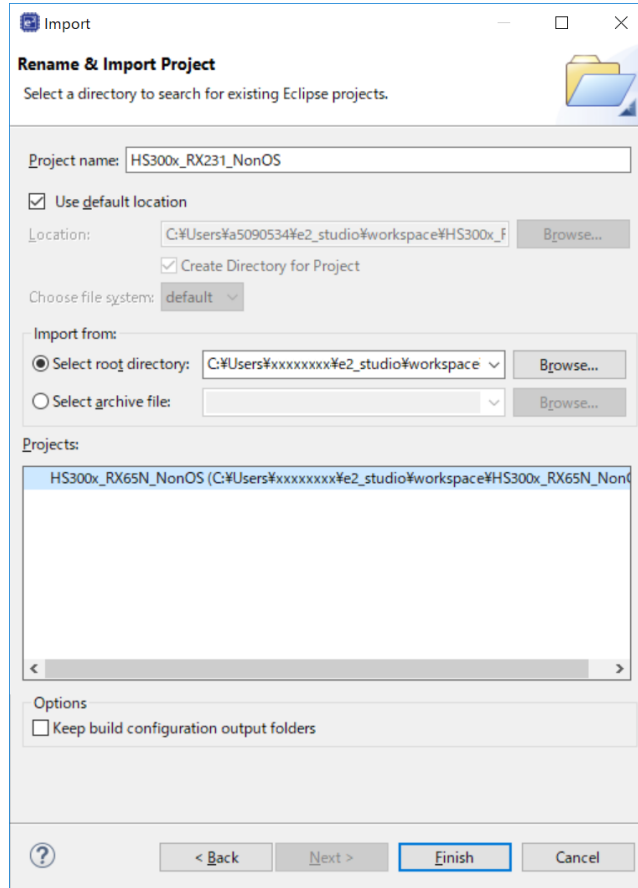 e² Import
Rename & Import Project
Select a directory to search for existing Eclipse projects.
Project name: HS300x_RX231_NonOS
Use default location
Location: C:¥Users¥a5090534¥e2_studio¥workspace¥HS300x_F Browse...
Create Directory for Project
Choose file system: default
Import from:
Select root directory: C:¥Users¥xxxxxxxx¥e2_studio¥workspace Browse...
Select archive file: Browse...
Projects:
HS300x_RX65N_NonOS (C:¥Users¥xxxxxxxx¥e2_studio¥workspace¥HS300x_RX65N_Non
Options
Keep build configuration output folders
? < Back Next > Finish Cancel